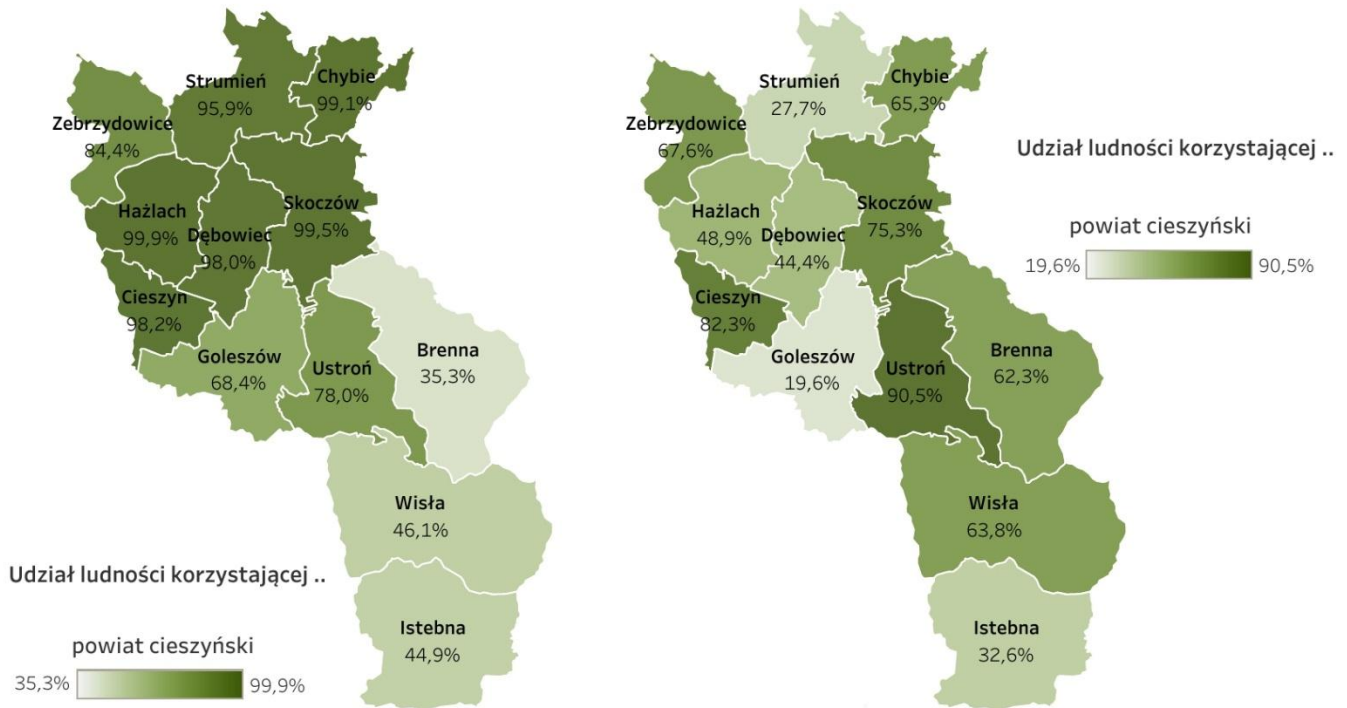 Strumień
95,9%
Chybie
99,1%
Zebrzydowice
84,4%
Hażlach
99,9%
Dębowiec
98,0%
Skoczów
99,5%
Cieszyn
98,2%
Goleszów
68,4%
Ustroń
78,0%
Brenna
35,3%
Wisła
46,1%
Istebna
44,9%
Udział ludności korzystającej ..
powiat cieszyński
35,3% 99,9%
Strumień
27,7%
Chybie
65,3%
Zebrzydowice
67,6%
Hażlach
48,9%
Dębowiec
44,4%
Skoczów
75,3%
Cieszyn
82,3%
Goleszów
19,6%
Ustroń
90,5%
Brenna
62,3%
Wisła
63,8%
Istebna
32,6%
Udział ludności korzystającej ..
powiat cieszyński
19,6% 90,5%